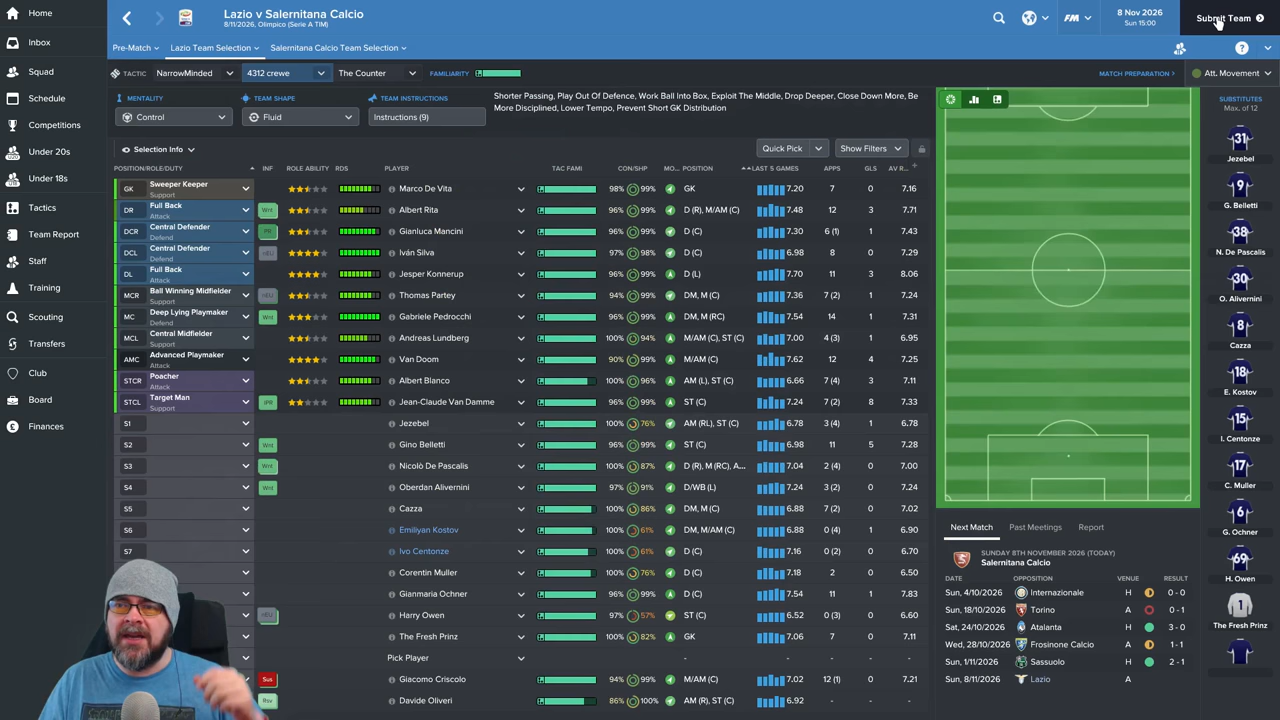 Home
Inbox
Squad
Schedule
Competitions
Under 20s
Under 18s
Tactics
Team Report
Staff
Training
Scouting
Transfers
Club
Board
Finances
Lazio v Salernitana Calcio
8/11/2026, Olimpico (Serie A TIM)
FM
8 Nov 2026
Sun 15:00
Submit Team
Pre-Match
Lazio Team Selection
Salernitana Calcio Team Selection
TACTIC
NarrowMinded
4312 crewe
The Counter
FAMILIARITY
MATCH PREPARATION >
Att. Movement
MENTALITY
Control
TEAM SHAPE
Fluid
TEAM INSTRUCTIONS
Instructions (9)
Shorter Passing, Play Out Of Defence, Work Ball Into Box, Exploit The Middle, Drop Deeper, Close Down More, Be
More Disciplined, Lower Tempo, Prevent Short GK Distribution
Selection Info
Quick Pick
Show Filters
POSITION/ROLE/DUTY INF ROLE ABILITY RDS PLAYER TAC FAMI CON/SHP MO... POSITION LAST 5 GAMES APPS GLS AV R...
GK Sweeper Keeper Support Marco De Vita 98% 99% GK 7.20 7 0 7.16
DR Full Back Attack Wnt Albert Rita 96% 99% D (R), M/AM (C) 7.48 12 3 7.71
DCR Central Defender Defend PR Gianluca Mancini 96% 99% D (C) 7.30 6 (1) 1 7.43
DCL Central Defender Defend nEU Iván Silva 97% 98% D (C) 6.98 8 0 7.29
DL Full Back Attack Jesper Konnerup 96% 99% D (L) 7.70 11 3 8.06
MCR Ball Winning Midfielder Support nEU Thomas Partey 94% 99% DM, M (C) 7.36 7 (2) 1 7.24
MC Deep Lying Playmaker Defend Wnt Gabriele Pedrocchi 96% 99% DM, M (RC) 7.54 14 1 7.31
MCL Central Midfielder Support Andreas Lundberg 100% 94% M/AM (C), ST (C) 7.00 4 (3) 1 6.95
AMC Advanced Playmaker Attack Van Doom 90% 99% M/AM (C) 7.62 12 4 7.25
STCR Poacher Attack Albert Blanco 100% 96% AM (L), ST (C) 6.66 7 (4) 3 7.11
STCL Target Man Support IPR Jean-Claude Van Damme 96% 99% ST (C) 7.24 7 (2) 8 7.33
S1 Jezebel 100% 76% AM (RL), ST (C) 6.78 3 (4) 1 6.78
S2 Wnt Gino Belletti 96% 99% ST (C) 6.98 11 5 7.28
S3 Wnt Nicolò De Pascalis 96% 87% D (R), M (RC), A... 7.04 2 (4) 1 7.00
S4 Wnt Oberdan Alivernini 97% 91% D/WB (L) 7.24 3 (2) 0 7.24
S5 Cazza 100% 86% DM, M (C) 7.08 7 (2) 0 7.02
S6 Emiliyan Kostov 100% 61% DM, M/AM (C) 6.88 0 (4) 1 6.90
S7 Ivo Centonze 100% 61% D (C) 7.16 0 (2) 0 6.70
Corentin Muller 100% 76% D (C) 7.18 2 0 6.50
Gianmaria Ochner 100% 96% D (C) 7.54 11 1 7.83
nEU Harry Owen 97% 57% ST (C) 6.52 0 (3) 0 6.60
The Fresh Prinz 100% 82% GK 7.06 7 0 7.11
Pick Player - - - - -
Sus Giacomo Criscolo 94% 99% M/AM (C) 7.02 12 (1) 0 7.21
Rsv Davide Oliveri 86% 100% AM (R), ST (C) 6.92 - - -
SUBSTITUTES
Max. of 12
31
Jezebel
9
G. Belletti
38
N. De Pascalis
30
O. Alivernini
8
Cazza
18
E. Kostov
15
I. Centonze
17
C. Muller
6
G. Ochner
69
H. Owen
1
The Fresh Prinz
Next Match
Past Meetings
Report
SUNDAY 8TH NOVEMBER 2026 (TODAY)
Salernitana Calcio
DATE OPPOSITION VENUE RESULT
Sun, 4/10/2026 Internazionale H 0 - 0
Sun, 18/10/2026 Torino A 0 - 1
Sat, 24/10/2026 Atalanta H 3 - 0
Wed, 28/10/2026 Frosinone Calcio A 1 - 1
Sun, 1/11/2026 Sassuolo H 2 - 1
Sun, 8/11/2026 Lazio A